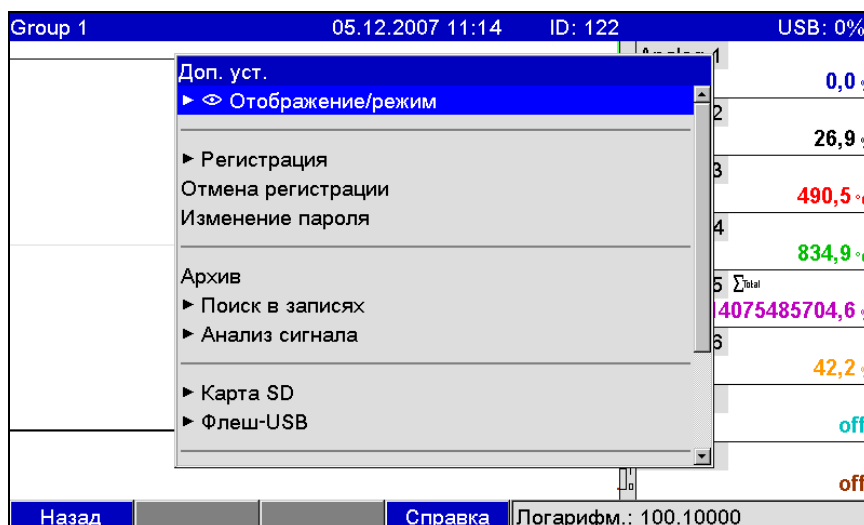 Group 1 05.12.2007 11:14 ID: 122 USB: 0%
Доп. уст.
Отображение/режим
Регистрация
Отмена регистрации
Изменение пароля
Архив
Поиск в записях
Анализ сигнала
Карта SD
Флеш-USB
1
0,0
2
26,9
3
490,5
4
834,9
5 ΣTotal
14075485704,6
6
42,2
off
off
Назад Справка Логарифм.: 100.10000